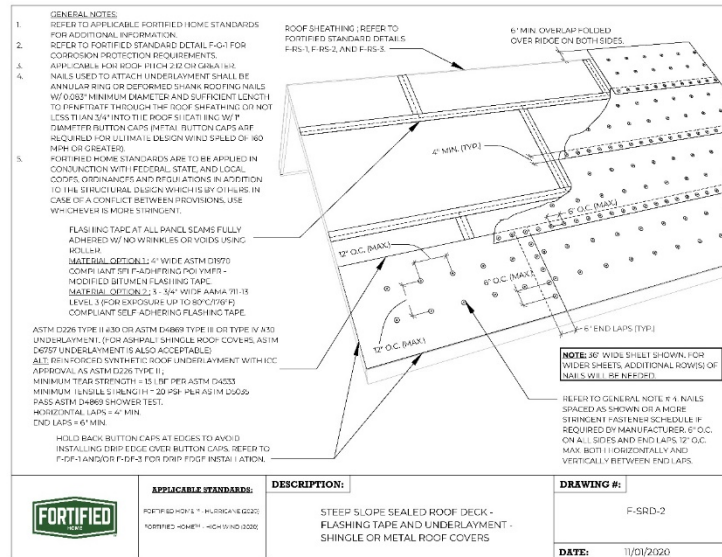 GENERAL NOTES:
1. REFER TO APPLICABLE FORTIFIED HOME STANDARDS
FOR ADDITIONAL INFORMATION.
2. REFER TO FORTIFIED STANDARD DETAIL F-G-1 FOR
CORROSION PROTECTION REQUIREMENTS.
3. APPLICABLE FOR ROOF PITCH 2:12 OR GREATER.
4. NAILS USED TO ATTACH UNDERLAYMENT SHALL BE
ANNULAR RING OR DEFORMED SHANK ROOFING NAILS
W/ 0.083" MINIMUM DIAMETER AND SUFFICIENT LENGTH
TO PENETRATE THROUGH THE ROOF SHEATHING OR NOT
LESS THAN 3/4" INTO THE ROOF SHEATHING W/ 1"
DIAMETER BUTTON CAPS (METAL BUTTON CAPS ARE
REQUIRED FOR ULTIMATE DESIGN WIND SPEED OF 160
MPH OR GREATER).
5. FORTIFIED HOME STANDARDS ARE TO BE APPLIED IN
CONJUNCTION WITH FEDERAL, STATE, AND LOCAL
CODES, ORDINANCES AND REGULATIONS IN ADDITION
TO THE STRUCTURAL DESIGN WHICH IS BY OTHERS. IN
CASE OF A CONFLICT BETWEEN PROVISIONS, USE
WHICHEVER IS MORE STRINGENT.
FLASHING TAPE AT ALL PANEL SEAMS FULLY
ADHERED W/ NO WRINKLES OR VOIDS USING
ROLLER.
MATERIAL OPTION 1: 4" WIDE ASTM D1970
COMPLIANT SELF-ADHERING POLYMER -
MODIFIED BITUMEN FLASHING TAPE.
MATERIAL OPTION 2: 3 - 3/4" WIDE AAMA 711-13
LEVEL 3 (FOR EXPOSURE UP TO 80°C/176°F)
COMPLIANT SELF-ADHERING FLASHING TAPE.
ASTM D226 TYPE II #30 OR ASTM D4869 TYPE III OR TYPE IV #30
UNDERLAYMENT. (FOR ASHPALT SHINGLE ROOF COVERS, ASTM
D6757 UNDERLAYMENT IS ALSO ACCEPTABLE)
ALT: REINFORCED SYNTHETIC ROOF UNDERLAYMENT WITH ICC
APPROVAL AS ASTM D226 TYPE II;
MINIMUM TEAR STRENGTH = 15 LBF PER ASTM D4533
MINIMUM TENSILE STRENGTH = 20 PSF PER ASTM D5035
PASS ASTM D4869 SHOWER TEST.
HORIZONTAL LAPS = 4" MIN.
END LAPS = 6" MIN.
HOLD BACK BUTTON CAPS AT EDGES TO AVOID
INSTALLING DRIP EDGE OVER BUTTON CAPS. REFER TO
F-DE-1 AND/OR F-DE-3 FOR DRIP EDGE INSTALLATION.
ROOF SHEATHING; REFER TO
FORTIFIED STANDARD DETAILS
F-RS-1, F-RS-2, AND F-RS-3.
6" MIN. OVERLAP FOLDED
OVER RIDGE ON BOTH SIDES.
4" MIN. (TYP.)
6" O.C. (MAX.)
12" O.C. (MAX.)
6" O.C. (MAX.)
12" O.C. (MAX.)
6" END LAPS (TYP.)
NOTE: 36" WIDE SHEET SHOWN. FOR
WIDER SHEETS, ADDITIONAL ROW(S) OF
NAILS WILL BE NEEDED.
REFER TO GENERAL NOTE # 4. NAILS
SPACED AS SHOWN OR A MORE
STRINGENT FASTENER SCHEDULE IF
REQUIRED BY MANUFACTURER. 6" O.C.
ON ALL SIDES AND END LAPS. 12" O.C.
MAX. BOTH HORIZONTALLY AND
VERTICALLY BETWEEN END LAPS.
FORTIFIED
HOME
APPLICABLE STANDARDS:
FORTIFIED HOME™ - HURRICANE (2020)
FORTIFIED HOME™ - HIGH WIND (2020)
DESCRIPTION:
STEEP SLOPE SEALED ROOF DECK -
FLASHING TAPE AND UNDERLAYMENT -
SHINGLE OR METAL ROOF COVERS
DRAWING #:
F-SRD-2
DATE: 11/01/2020